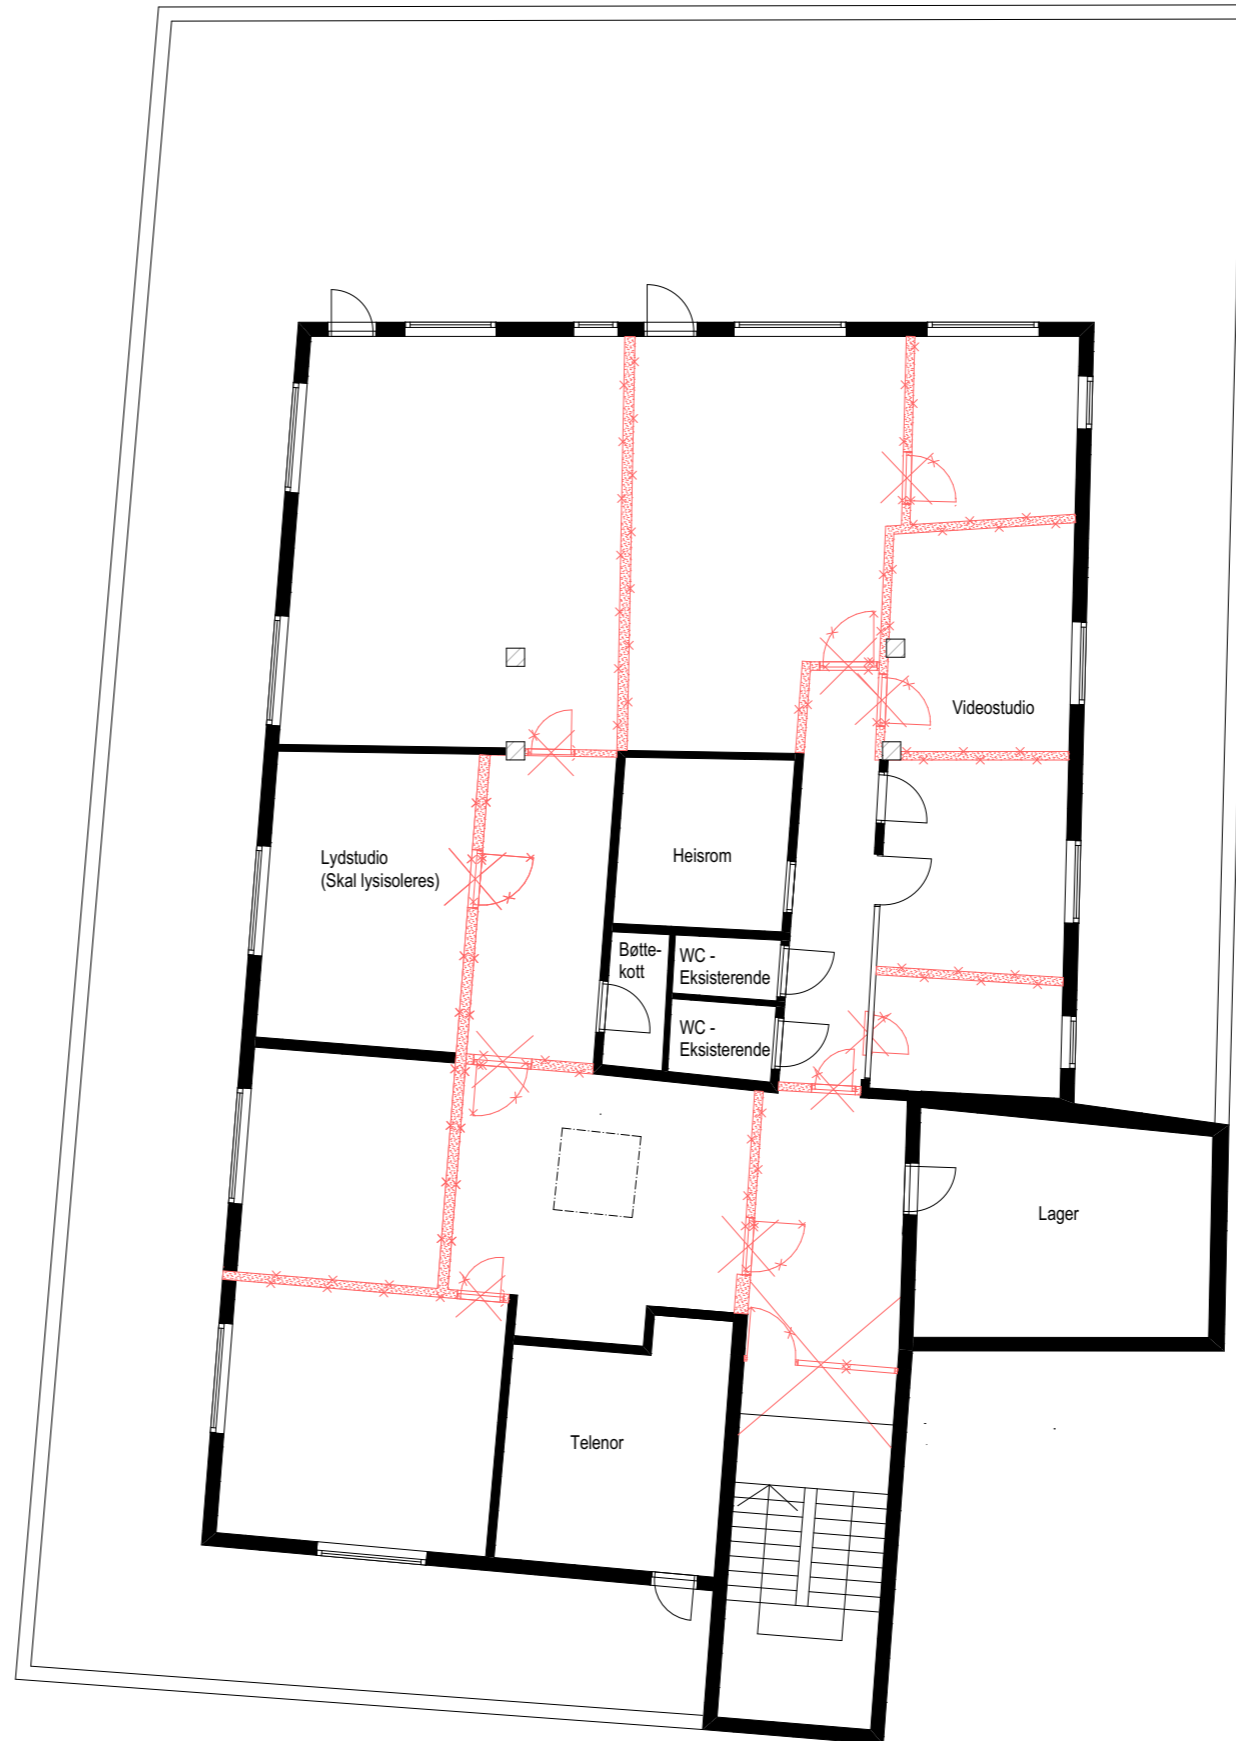 Videostudio
Lydstudio
(Skal lysisoleres)
Heisrom
Bøtte-
kott
WC -
Eksisterende
WC -
Eksisterende
Lager
Telenor